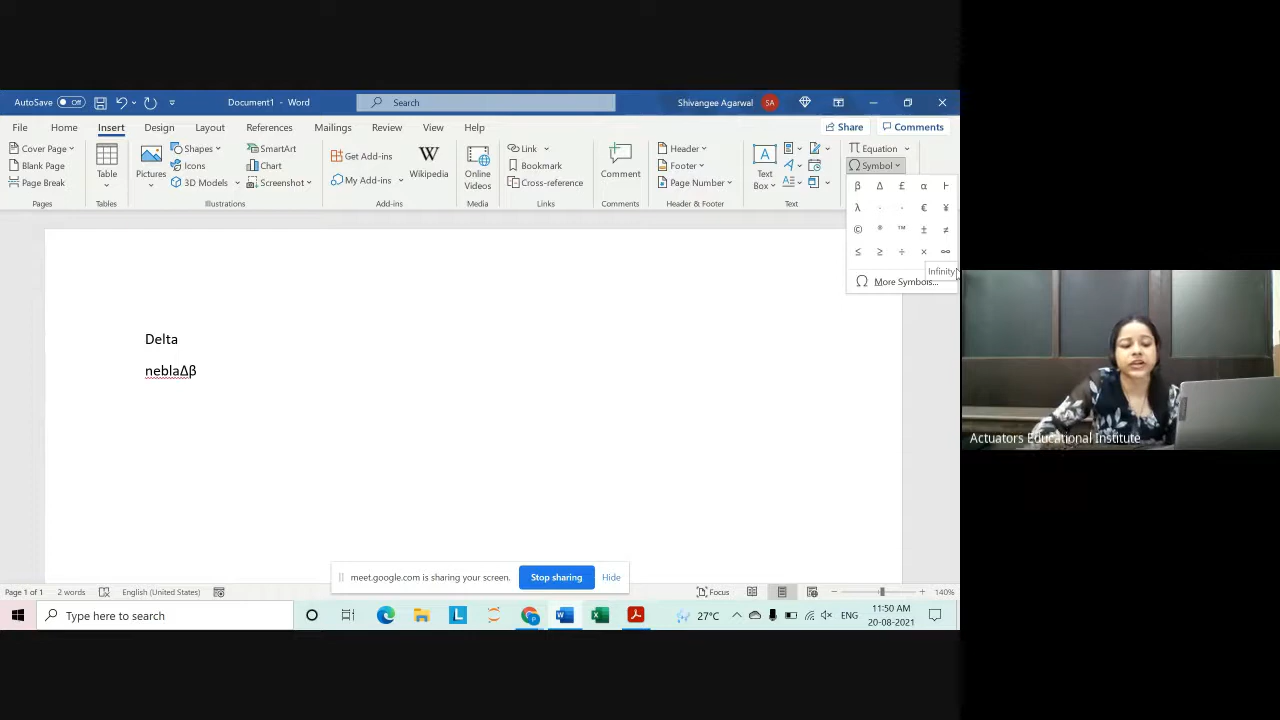 AutoSave Off Document1 - Word Search Shivangee Agarwal SA
File Home Insert Design Layout References Mailings Review View Help Share Comments
Cover Page
Blank Page
Page Break
Pages
Table
Tables
Pictures
Shapes
Icons
3D Models
SmartArt
Chart
Screenshot
Illustrations
Get Add-ins
My Add-ins
Wikipedia
Add-ins
Online
Videos
Media
Link
Bookmark
Cross-reference
Links
Comment
Comments
Header
Footer
Page Number
Header & Footer
Text
Box
Text
Equation
Symbol
β Δ £ α
λ € ¥
© ® ™ ± ≠
≤ ≥ ÷ × ∞
Infinity
More Symbols...
Delta
neblaΔβ
Actuators Educational Institute
meet.google.com is sharing your screen. Stop sharing Hide
Page 1 of 1 2 words English (United States) Focus 140%
Type here to search 27°C ENG
11:50 AM
20-08-2021